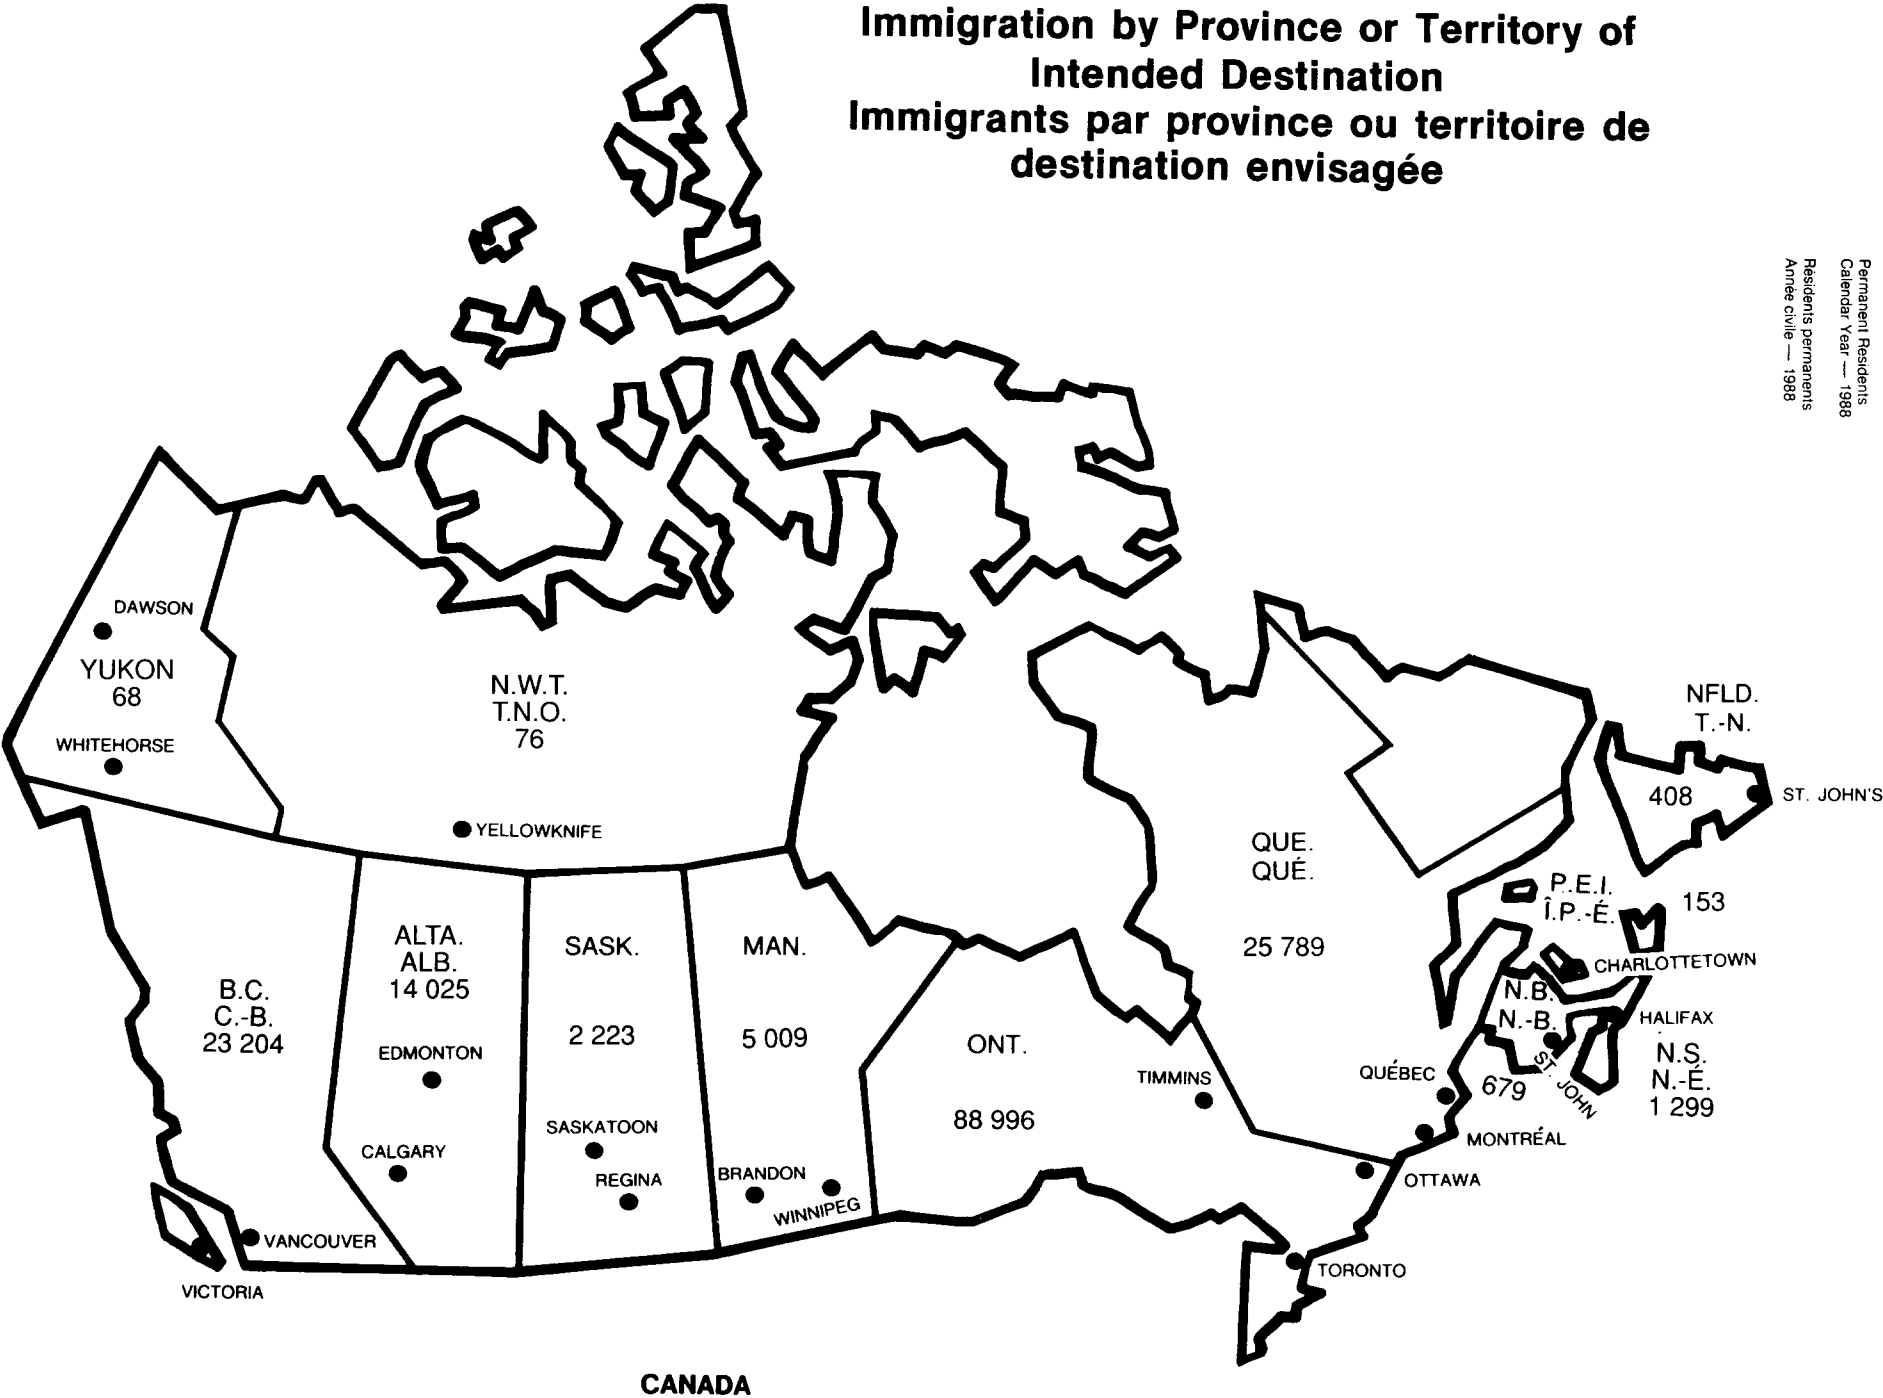 Immigration by Province or Territory of
Intended Destination
Immigrants par province ou territoire de
destination envisagée
Permanent Residents
Calendar Year — 1988
Résidents permanents
Année civile — 1988
DAWSON
YUKON
68
WHITEHORSE
N.W.T.
T.N.O.
76
YELLOWKNIFE
NFLD.
T.-N.
408
ST. JOHN'S
QUE.
QUÉ.
25 789
P.E.I.
Î.P.-É.
153
CHARLOTTETOWN
B.C.
C.-B.
23 204
ALTA.
ALB.
14 025
EDMONTON
CALGARY
SASK.
2 223
SASKATOON
REGINA
MAN.
5 009
BRANDON
WINNIPEG
ONT.
88 996
TIMMINS
N.B.
N.-B.
679
ST. JOHN
HALIFAX
N.S.
N.-É.
1 299
QUÉBEC
MONTRÉAL
OTTAWA
TORONTO
VANCOUVER
VICTORIA
CANADA